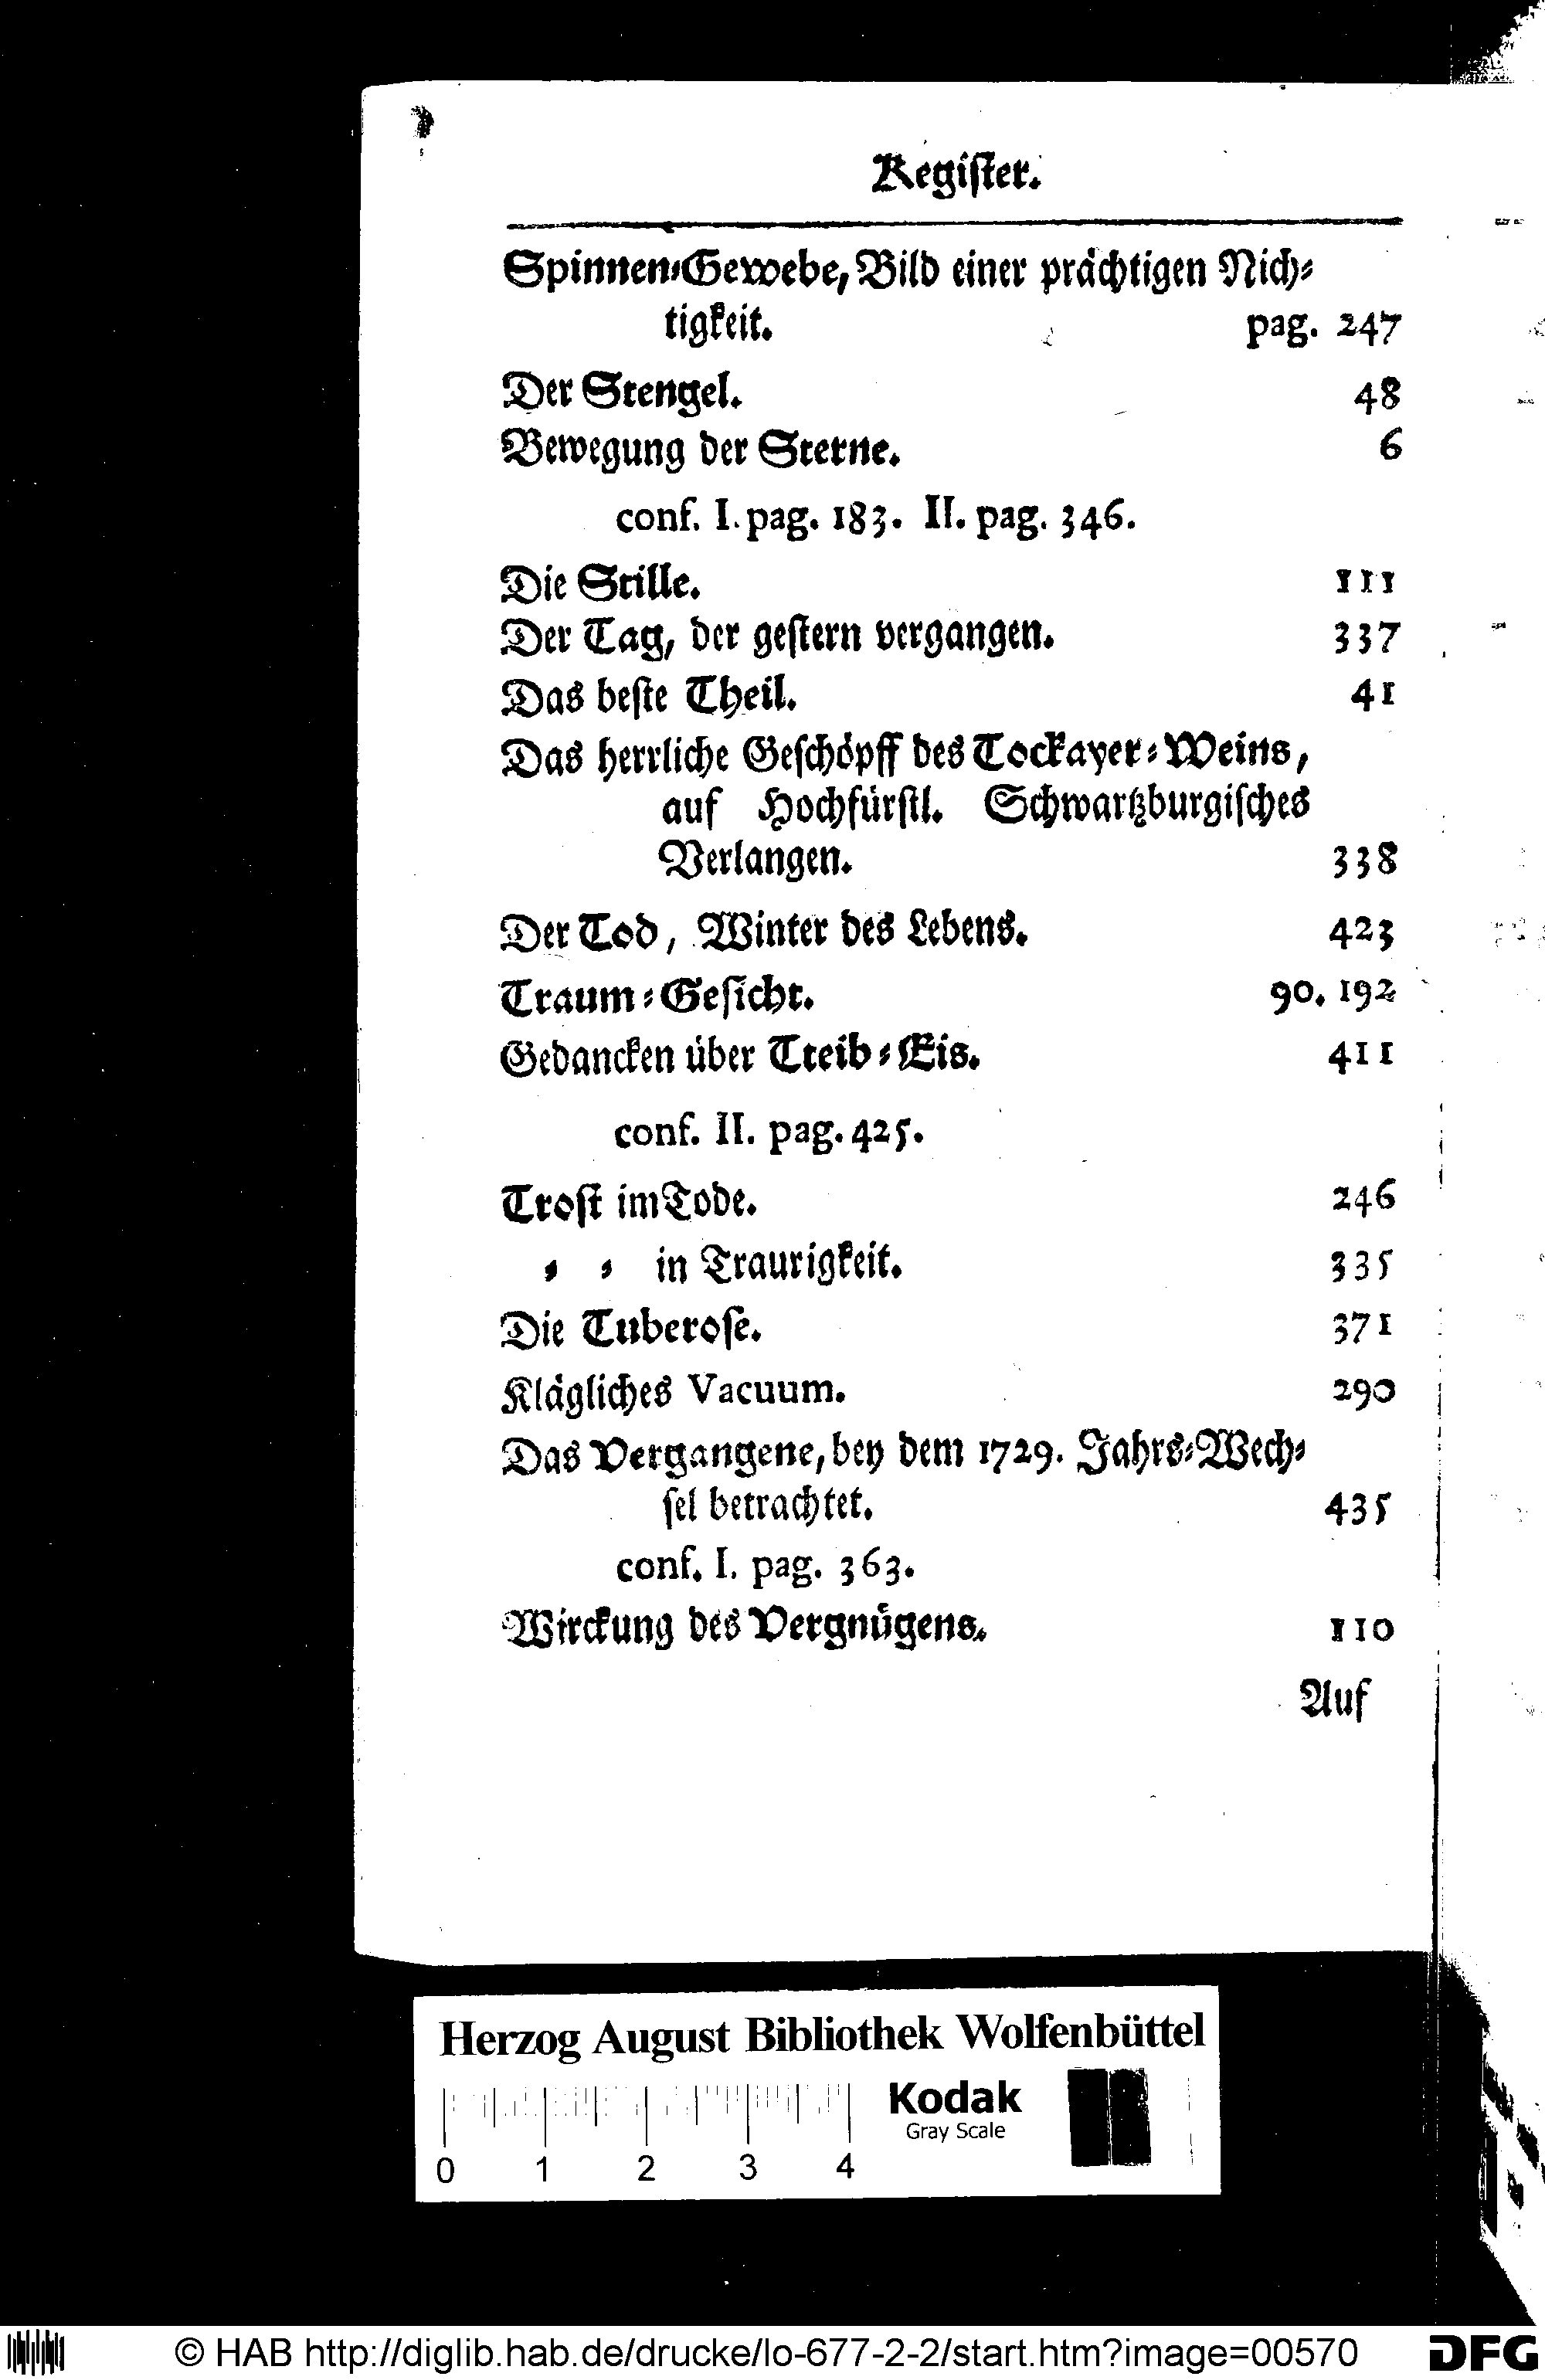 Regiſter.
Spinnen⸗Gewebe, Bild einer prächtigen Nich⸗
tigkeit. pag. 247
Der Stengel. 48
Bewegung der Sterne. 6
conf. I. pag. 183. II. pag. 346.
Die Stille. 111
Der Tag, der geſtern vergangen. 337
Das beſte Theil. 41
Das herrliche Geſchöpff des Tockayer⸗Weins,
auf Hochfürſtl. Schwartzburgiſches
Verlangen. 338
Der Tod, Winter des Lebens. 423
Traum⸗Geſicht. 90. 192
Gedancken über Treib⸗Eis. 411
conf. II. pag. 425.
Troſt im Tode. 246
⸗ ⸗ in Traurigkeit. 335
Die Tuberoſe. 371
Klägliches Vacuum. 290
Das Vergangene, bey dem 1729. Jahrs⸗Wech⸗
ſel betrachtet. 435
conf. I. pag. 363.
Wirckung des Vergnügens. 110
Auf
Herzog August Bibliothek Wolfenbüttel
Kodak
Gray Scale
0 1 2 3 4
© HAB http://diglib.hab.de/drucke/lo-677-2-2/start.htm?image=00570 DFG